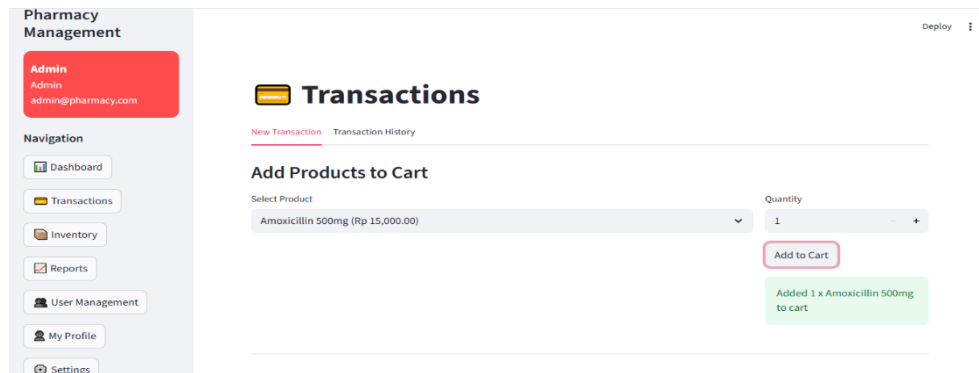 Pharmacy
Management
Admin
Admin
admin@pharmacy.com
Navigation
Dashboard
Transactions
Inventory
Reports
User Management
My Profile
Settings
Deploy
Transactions
New Transaction Transaction History
Add Products to Cart
Select Product
Amoxicillin 500mg (Rp 15,000.00)
Quantity
1
Add to Cart
Added 1 x Amoxicillin 500mg
to cart